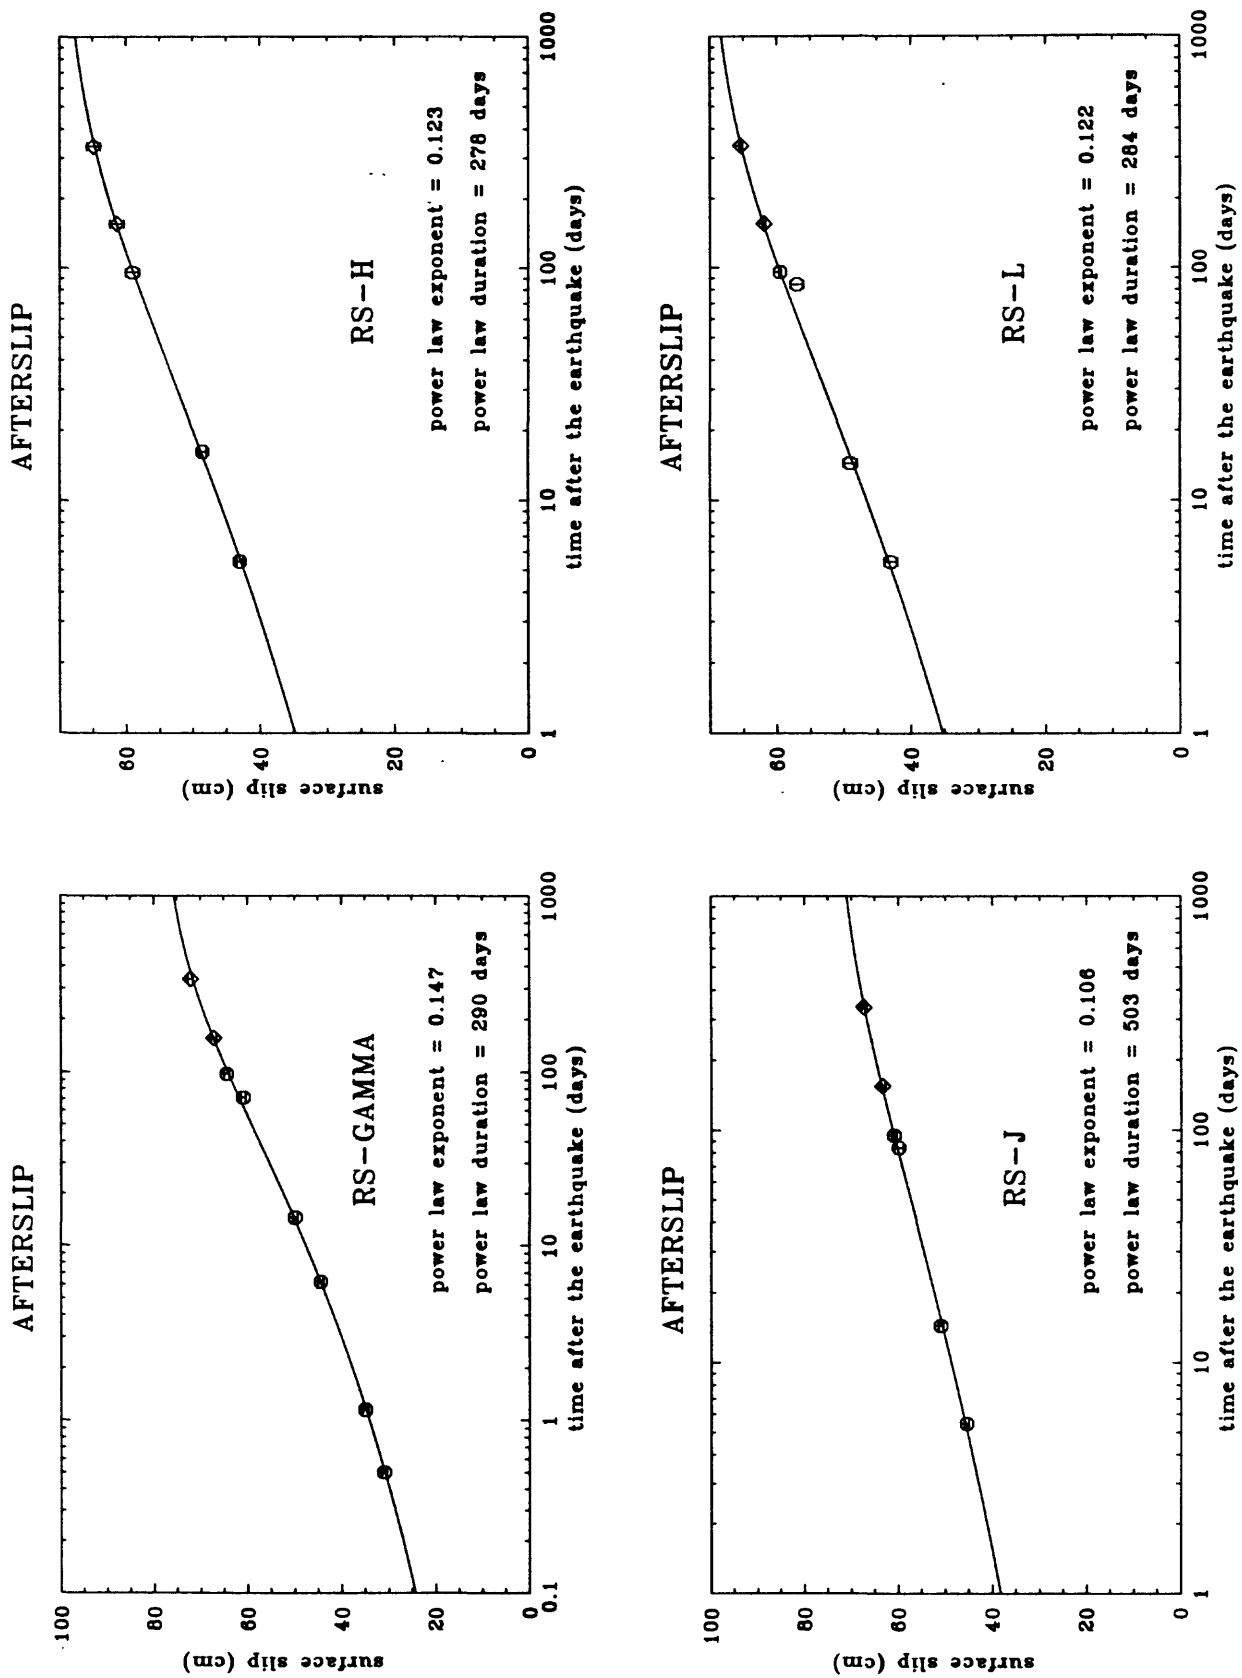 AFTERSLIP
surface slip (cm)
100
80
60
40
20
0
RS-GAMMA
power law exponent = 0.147
power law duration = 290 days
0.1
1
10
100
1000
time after the earthquake (days)
AFTERSLIP
surface slip (cm)
60
40
20
0
RS-H
power law exponent = 0.123
power law duration = 278 days
1
10
100
1000
time after the earthquake (days)
AFTERSLIP
surface slip (cm)
100
80
60
40
20
0
RS-J
power law exponent = 0.106
power law duration = 503 days
1
10
100
1000
time after the earthquake (days)
AFTERSLIP
surface slip (cm)
60
40
20
0
RS-L
power law exponent = 0.122
power law duration = 284 days
1
10
100
1000
time after the earthquake (days)